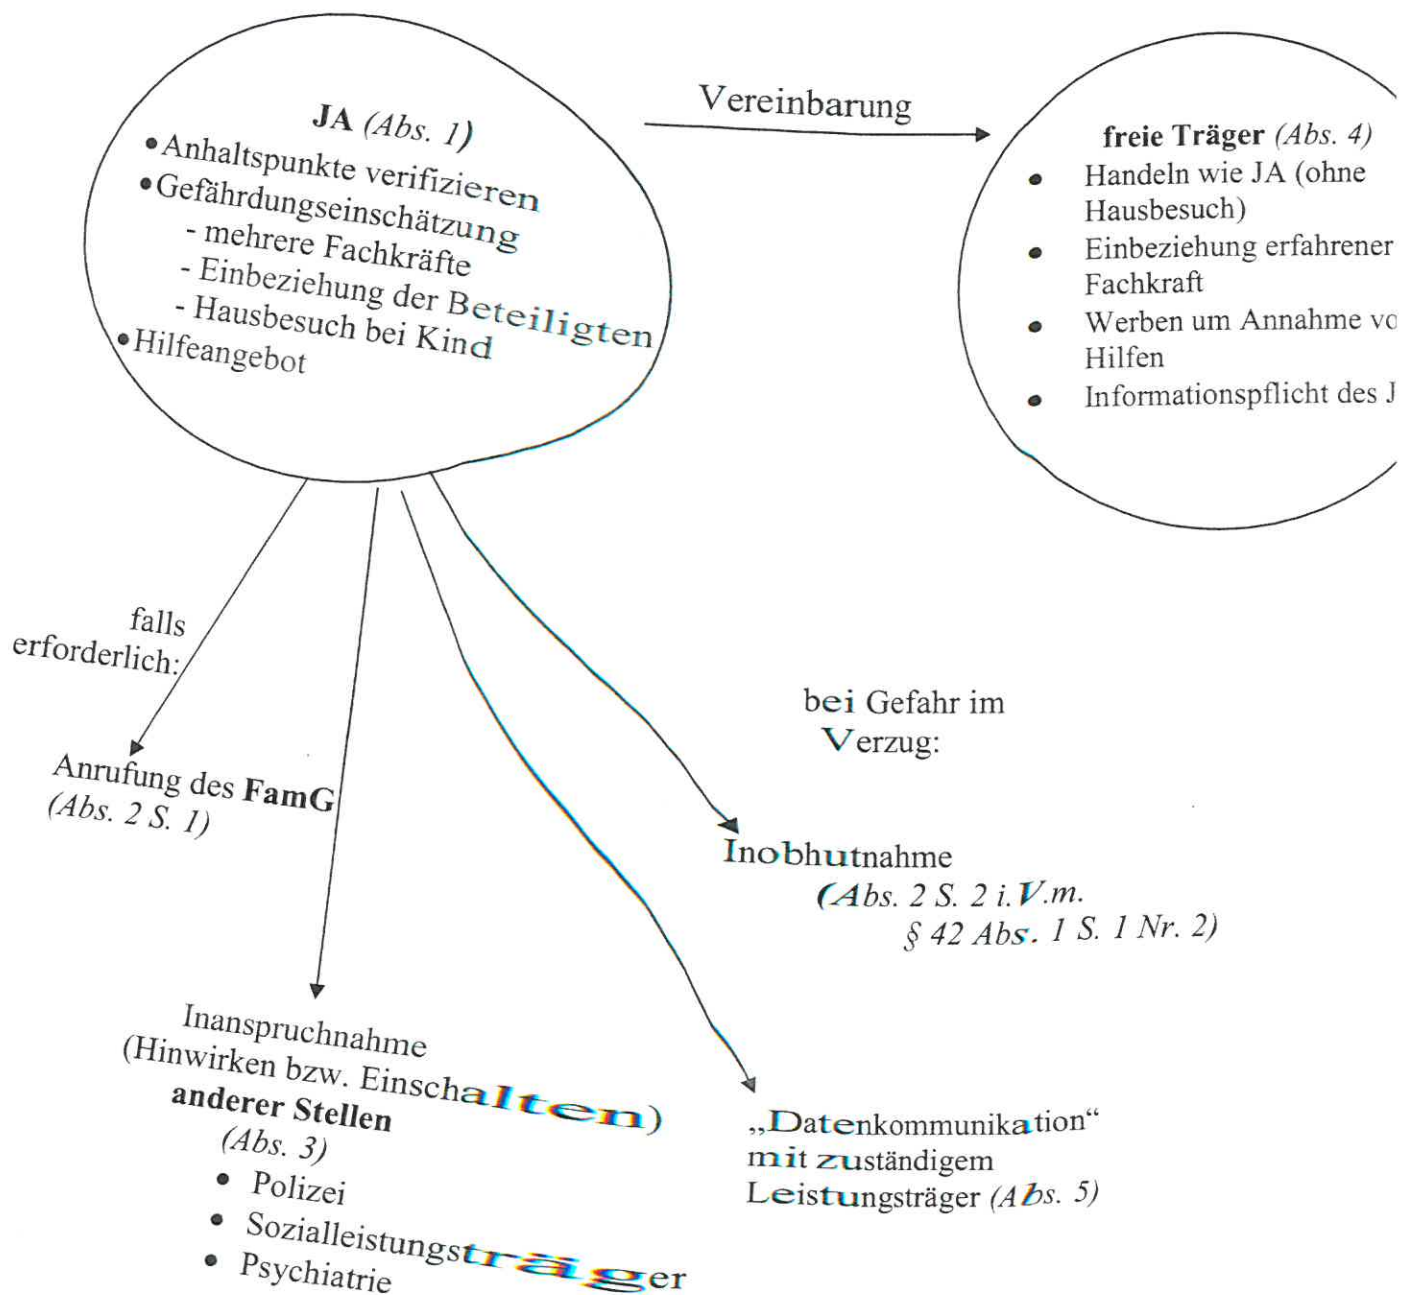 JA (Abs. 1)
• Anhaltspunkte verifizieren
• Gefährdungseinschätzung
- mehrere Fachkräfte
- Einbeziehung der Beteiligten
- Hausbesuch bei Kind
• Hilfeangebot
Vereinbarung
freie Träger (Abs. 4)
• Handeln wie JA (ohne
Hausbesuch)
• Einbeziehung erfahrener
Fachkraft
• Werben um Annahme vo
Hilfen
• Informationspflicht des J
falls
erforderlich:
Anrufung des FamG
(Abs. 2 S. 1)
bei Gefahr im
Verzug:
Inobhutnahme
(Abs. 2 S. 2 i.V.m.
§ 42 Abs. 1 S. 1 Nr. 2)
Inanspruchnahme
(Hinwirken bzw. Einschalten)
anderer Stellen
(Abs. 3)
• Polizei
• Sozialleistungsträger
• Psychiatrie
„Datenkommunikation“
mit zuständigem
Leistungsträger (Abs. 5)